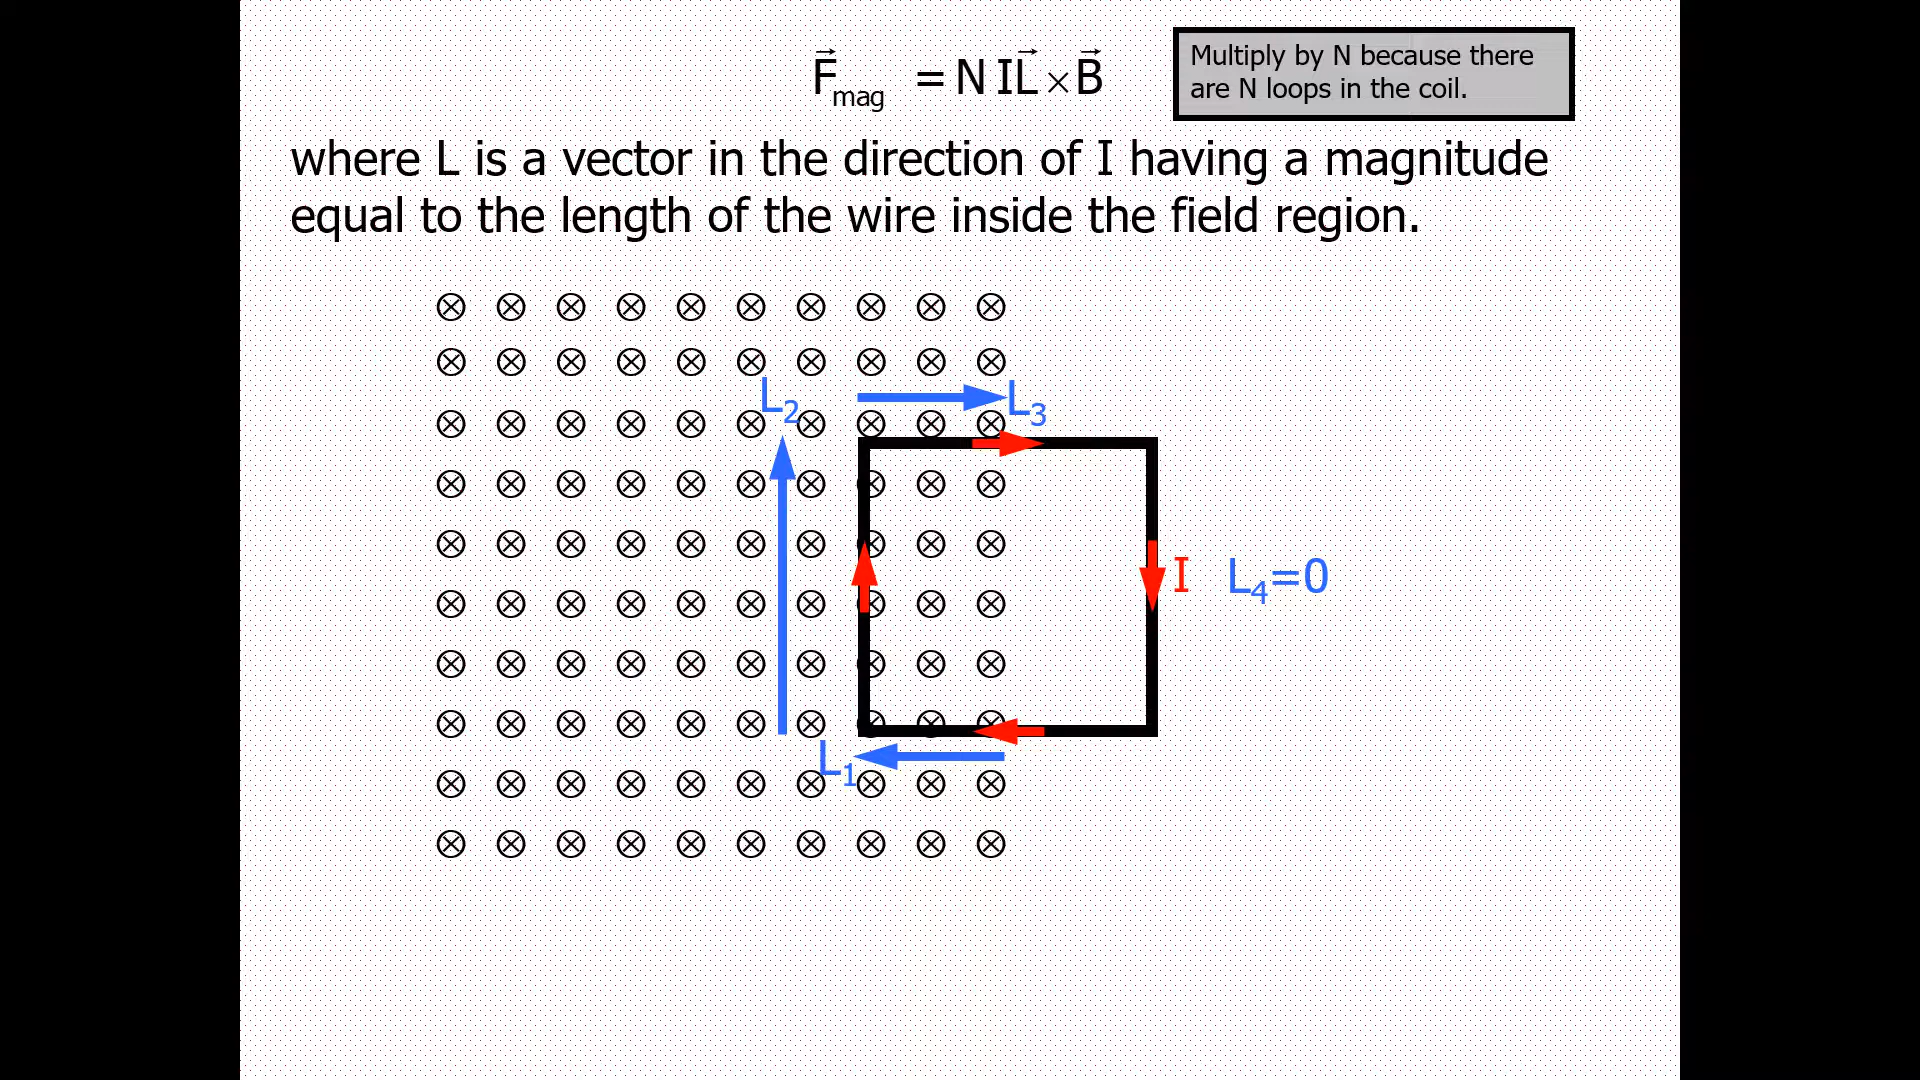 F⃗mag = N I L⃗ × B⃗
Multiply by N because there
are N loops in the coil.
where L is a vector in the direction of I having a magnitude
equal to the length of the wire inside the field region.
L2
L3
I
L4=0
L1